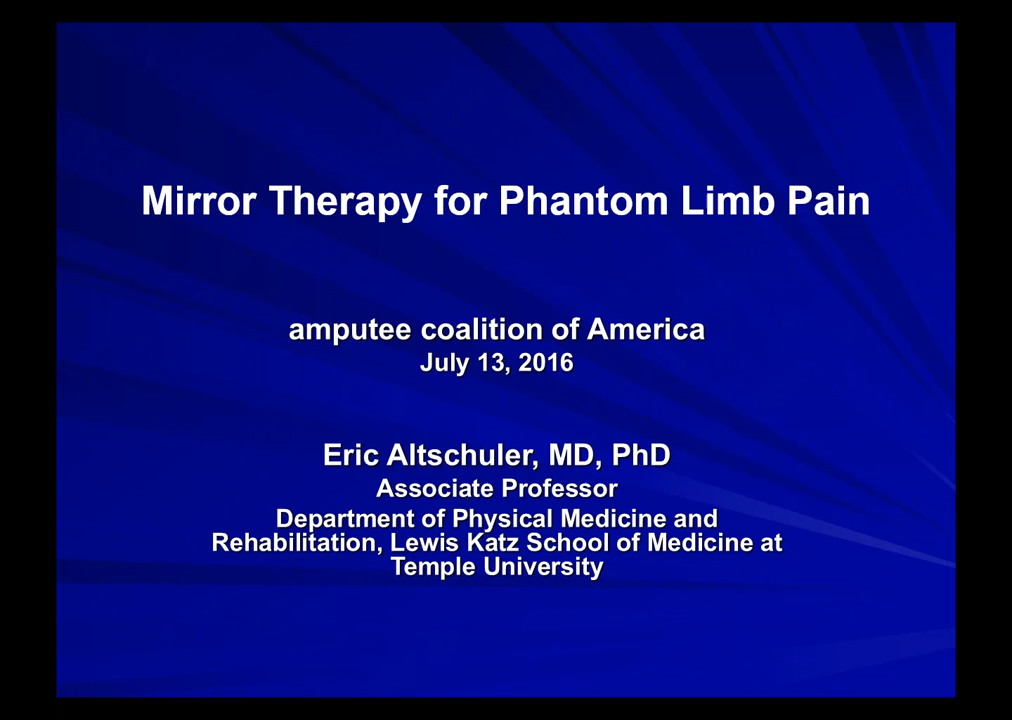 Mirror Therapy for Phantom Limb Pain
amputee coalition of America
July 13, 2016
Eric Altschuler, MD, PhD
Associate Professor
Department of Physical Medicine and
Rehabilitation, Lewis Katz School of Medicine at
Temple University